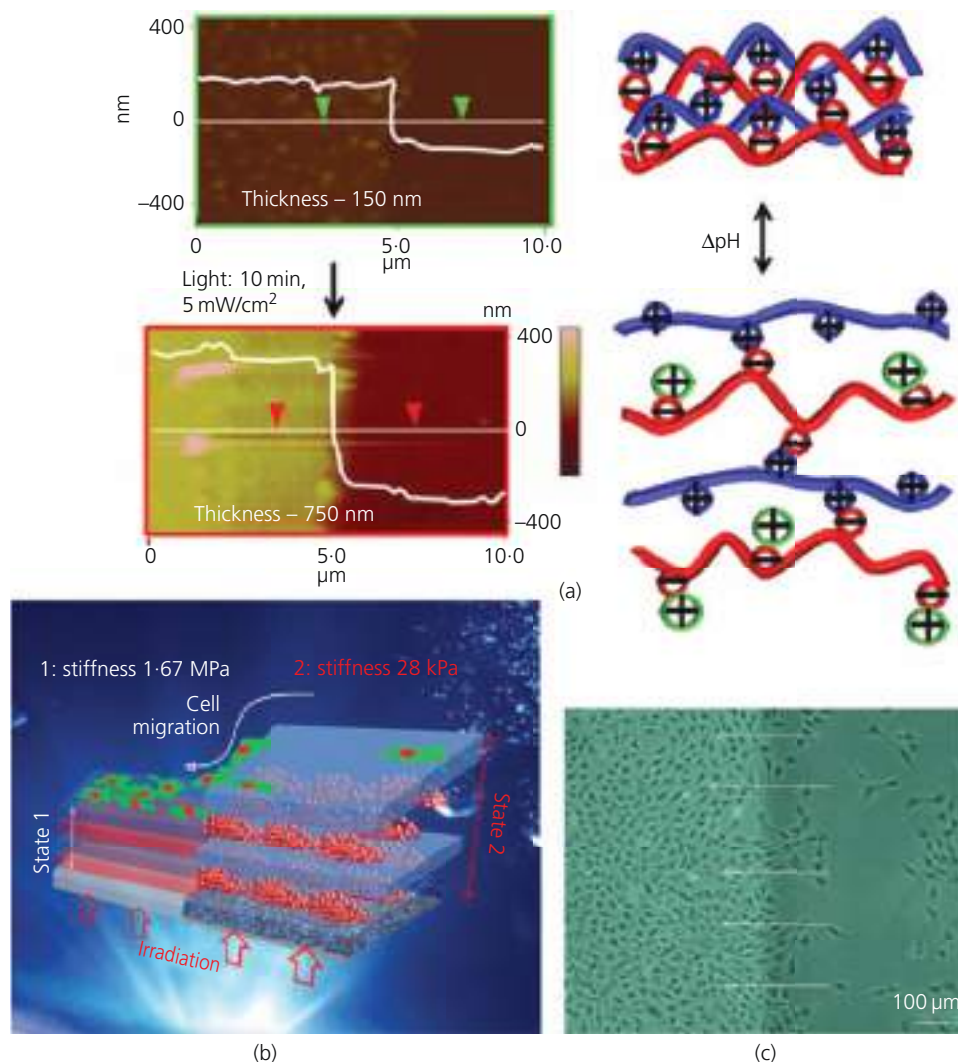 400
nm
0
Thickness – 150 nm
−400
0
5·0
10·0
µm
ΔpH
Light: 10 min,
5 mW/cm²
nm
400
0
Thickness – 750 nm
−400
0
5·0
10·0
µm
(a)
1: stiffness 1·67 MPa
2: stiffness 28 kPa
Cell
migration
State 1
State 2
Irradiation
100 µm
(b)
(c)